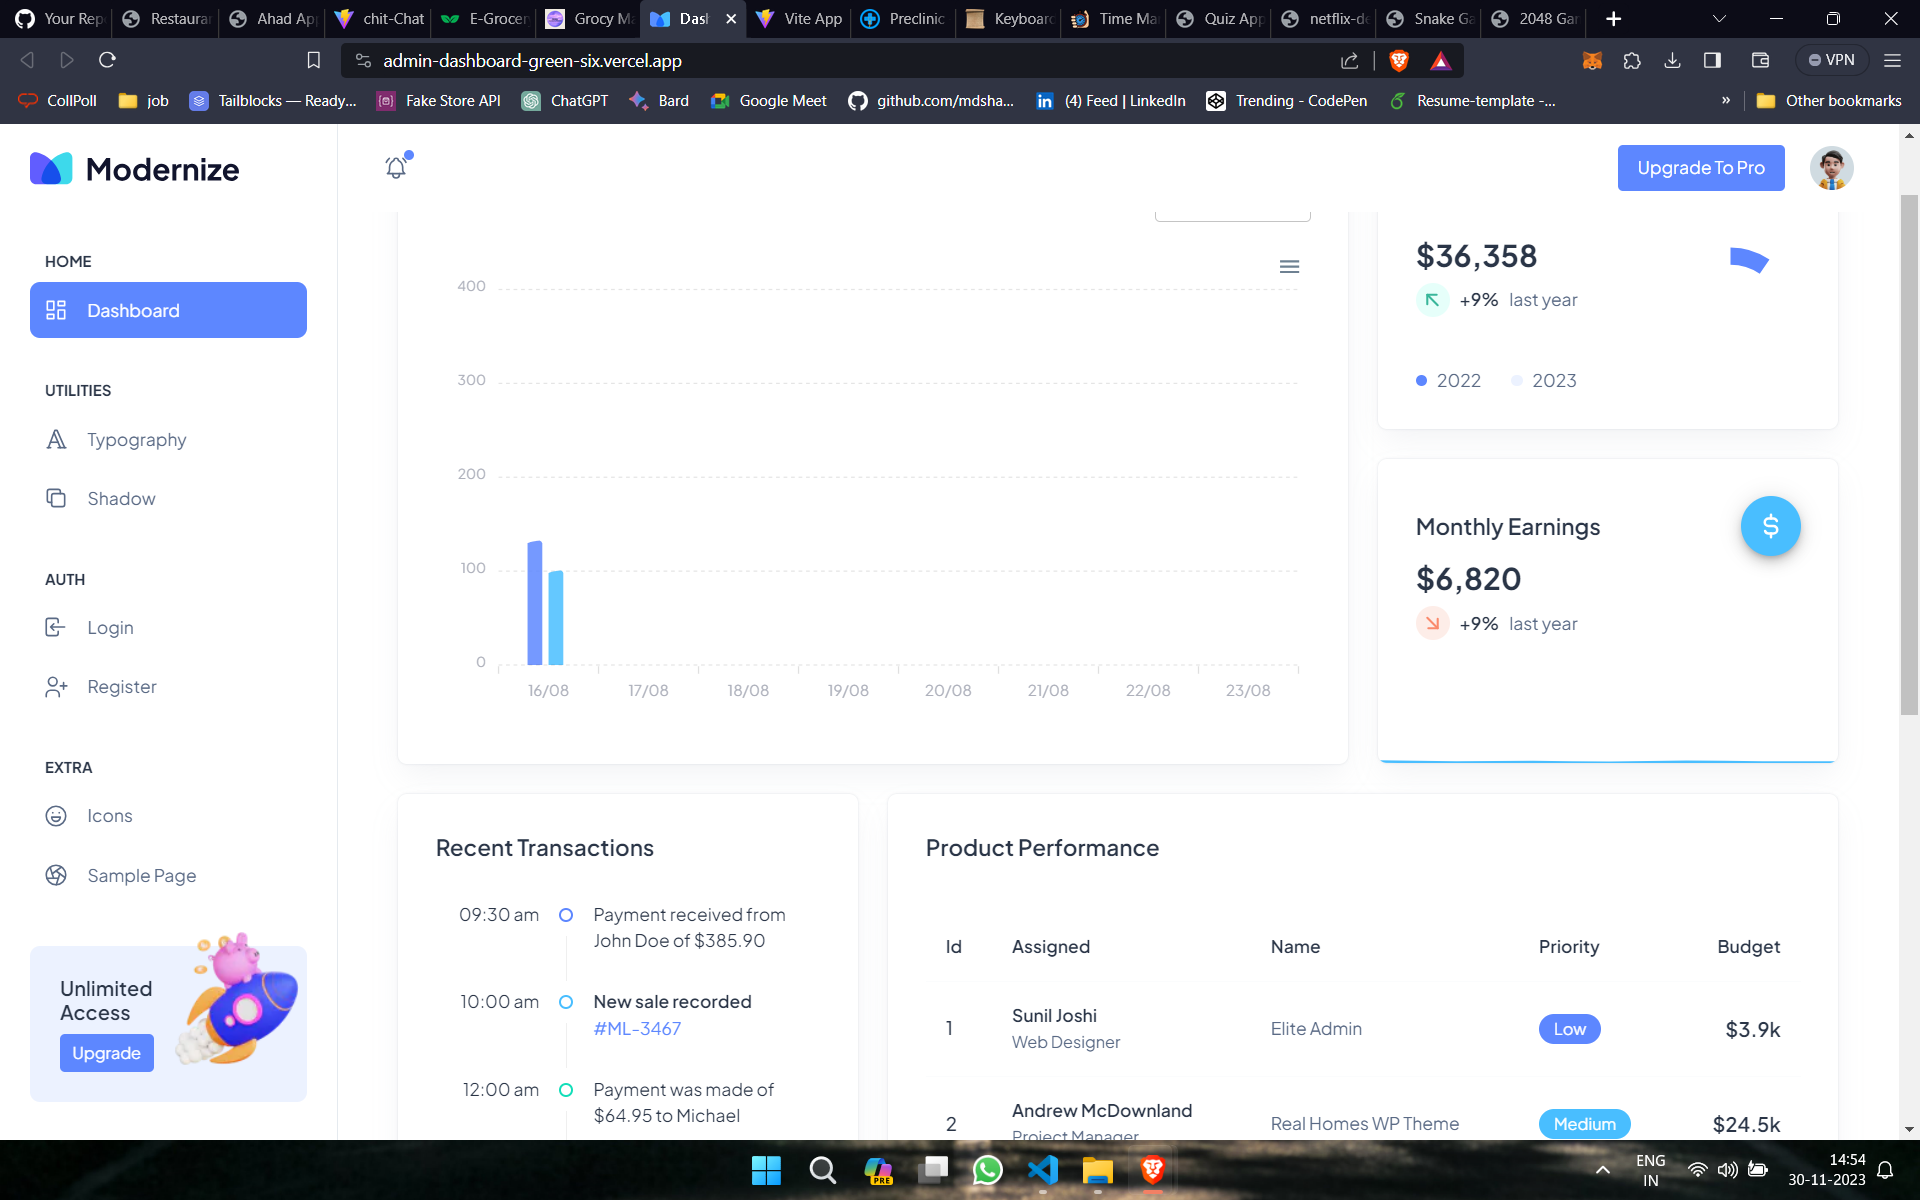 Your Rep
Restaurar
Ahad Ap
chit-Chat
E-Grocer
Grocy Ma
Dash
Vite App
Preclinic
Keyboard
Time Ma
Quiz App
netflix-de
Snake Ga
2048 Gar
admin-dashboard-green-six.vercel.app
VPN
CollPoll
job
Tailblocks — Ready...
Fake Store API
ChatGPT
Bard
Google Meet
github.com/mdsha...
(4) Feed | LinkedIn
Trending - CodePen
Resume-template -...
»
Other bookmarks
Modernize
Upgrade To Pro
HOME
Dashboard
UTILITIES
Typography
Shadow
AUTH
Login
Register
EXTRA
Icons
Sample Page
Unlimited
Access
Upgrade
400
300
200
100
0
16/08
17/08
18/08
19/08
20/08
21/08
22/08
23/08
$36,358
+9% last year
2022
2023
Monthly Earnings
$
$6,820
+9% last year
Recent Transactions
09:30 am
Payment received from
John Doe of $385.90
10:00 am
New sale recorded
#ML-3467
12:00 am
Payment was made of
$64.95 to Michael
Product Performance
Id Assigned Name Priority Budget
1
Sunil Joshi
Web Designer
Elite Admin
Low
$3.9k
2
Andrew McDownland
Project Manager
Real Homes WP Theme
Medium
$24.5k
PRE
ENG
IN
14:54
30-11-2023